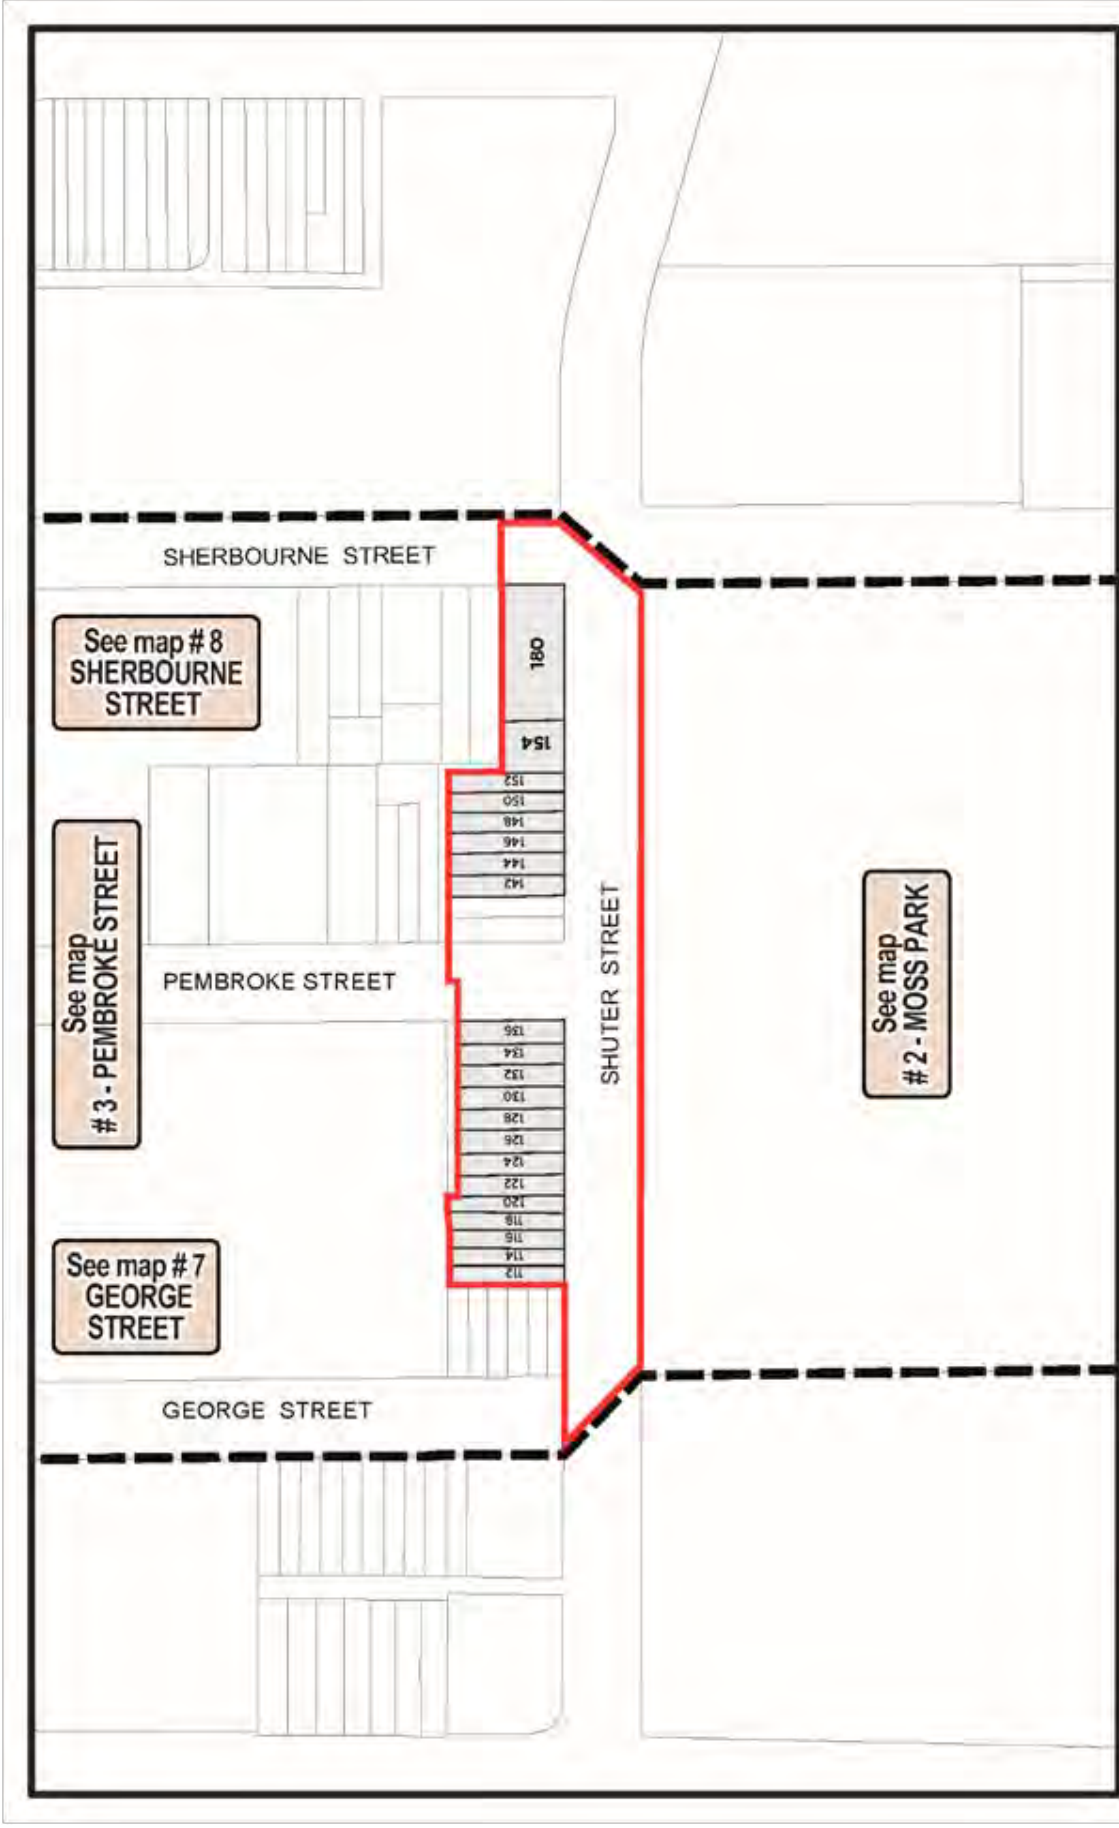 SHERBOURNE STREET
See map # 8
SHERBOURNE
STREET
180
154
152
150
148
146
144
142
See map
# 3 - PEMBROKE STREET
PEMBROKE STREET
SHUTER STREET
See map
# 2 - MOSS PARK
136
134
132
130
128
126
124
122
120
118
116
114
112
See map # 7
GEORGE
STREET
GEORGE STREET